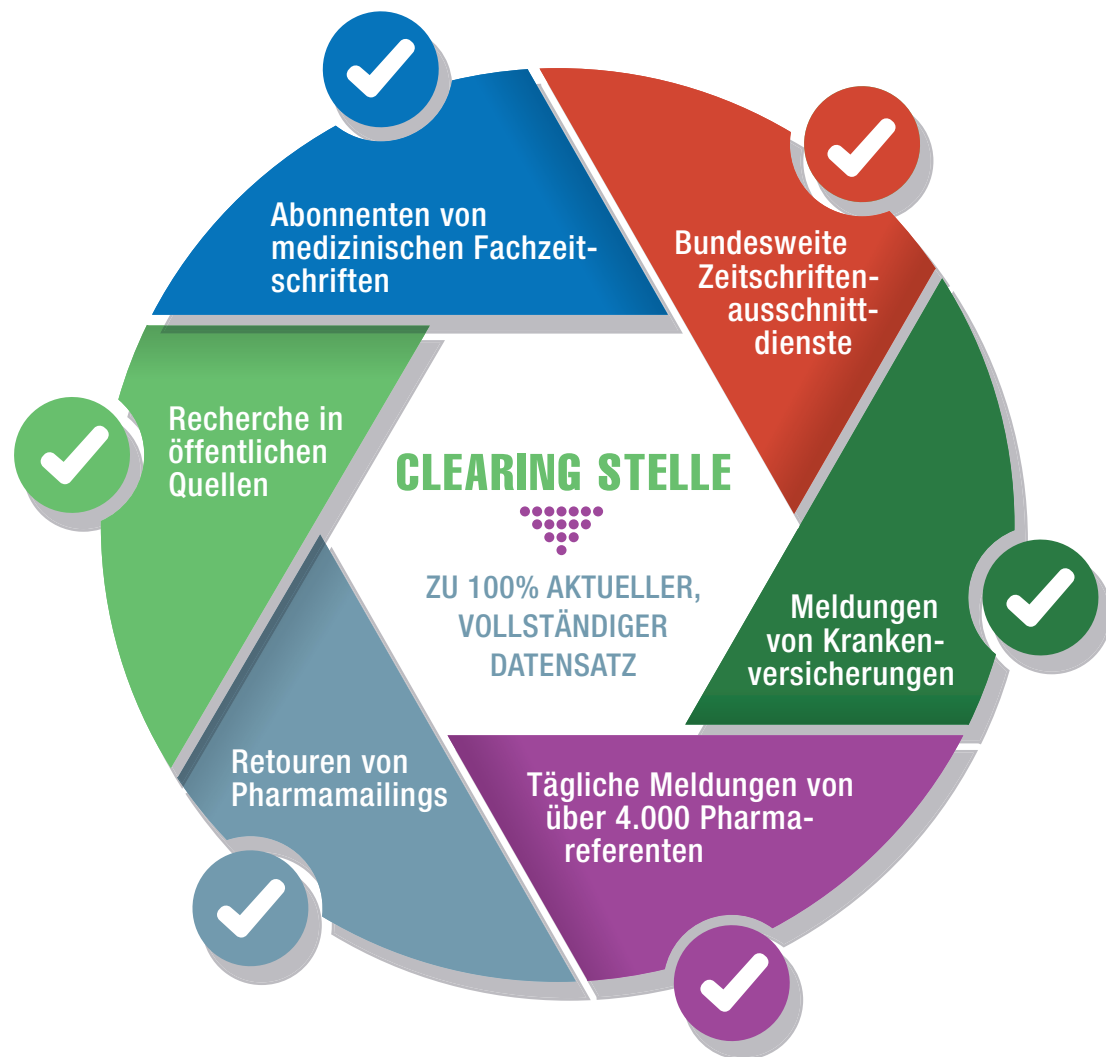 Abonnenten von
medizinischen Fachzeit-
schriften
Bundesweite
Zeitschriften-
ausschnitt-
dienste
Recherche in
öffentlichen
Quellen
CLEARING STELLE
ZU 100% AKTUELLER,
VOLLSTÄNDIGER
DATENSATZ
Meldungen
von Kranken-
versicherungen
Retouren von
Pharmamailings
Tägliche Meldungen von
über 4.000 Pharma-
referenten